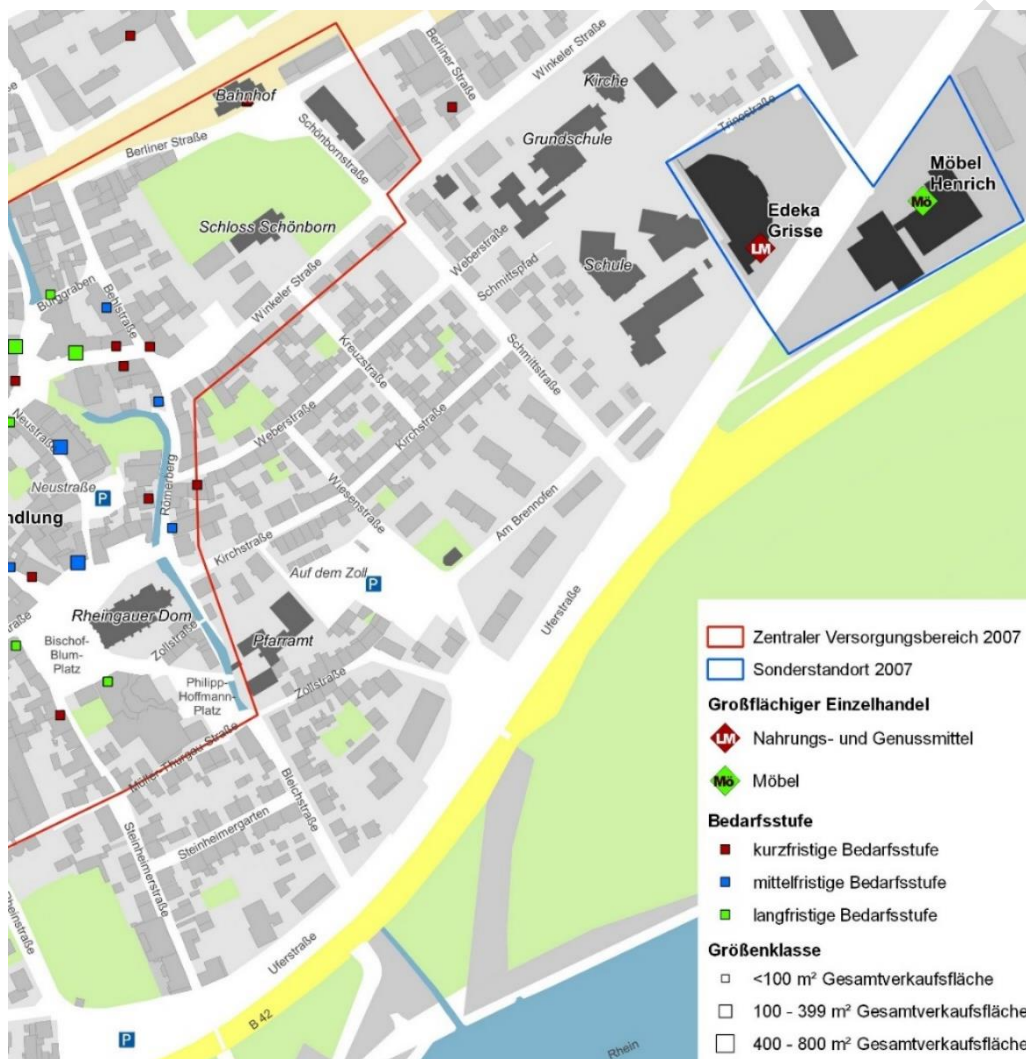 Berliner Straße
Winkeler Straße
Kirche
Bahnhof
Trinostraße
Schönbornstraße
Grundschule
Berliner Straße
Möbel
Henrich
Mö
Edeka
Grisse
LM
Schloss Schönborn
Weberstraße
Schmittspfad
Schule
Burggraben
Behlstraße
Winkeler Straße
Kreuzstraße
Schmittstraße
Neustraße
Weberstraße
Kirchstraße
Neustraße
P
Römerberg
Wiesenstraße
ndlung
Am Brennofen
Kirchstraße
Auf dem Zoll
P
Uferstraße
Rheingauer Dom
Pfarramt
Bischof-
Blum-
Platz
Zollstraße
Philipp-
Hoffmann-
Platz
Zollstraße
Müller-Thurgau-Straße
Bleichstraße
Steinheimergarten
Steinheimerstraße
Uferstraße
P
B 42
Rhein
Zentraler Versorgungsbereich 2007
Sonderstandort 2007
Großflächiger Einzelhandel
LM Nahrungs- und Genussmittel
Mö Möbel
Bedarfsstufe
kurzfristige Bedarfsstufe
mittelfristige Bedarfsstufe
langfristige Bedarfsstufe
Größenklasse
<100 m² Gesamtverkaufsfläche
100 - 399 m² Gesamtverkaufsfläche
400 - 800 m² Gesamtverkaufsfläche